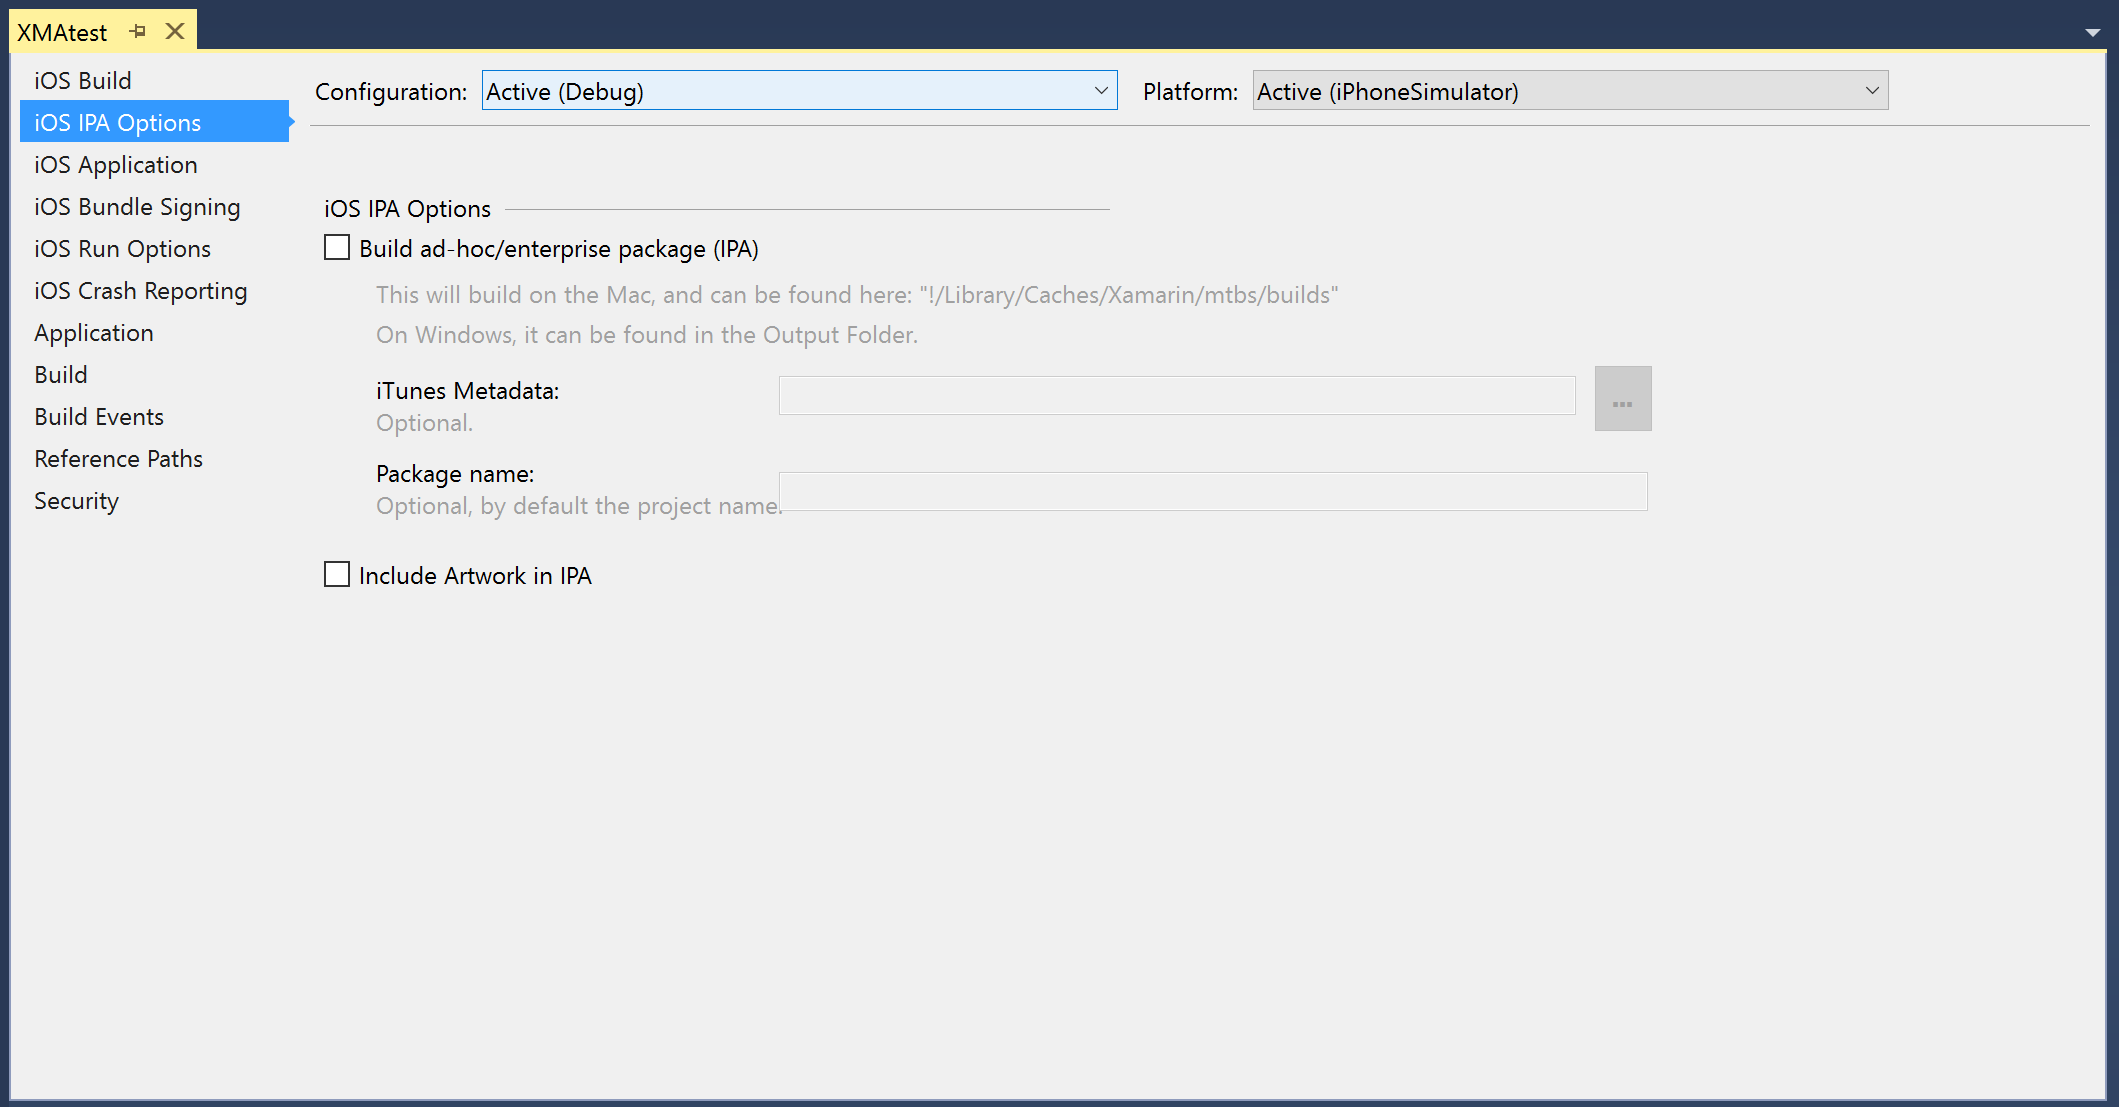 XMAtest
iOS Build
iOS IPA Options
iOS Application
iOS Bundle Signing
iOS Run Options
iOS Crash Reporting
Application
Build
Build Events
Reference Paths
Security
Configuration: Active (Debug) Platform: Active (iPhoneSimulator)
iOS IPA Options
Build ad-hoc/enterprise package (IPA)
This will build on the Mac, and can be found here: "!/Library/Caches/Xamarin/mtbs/builds"
On Windows, it can be found in the Output Folder.
iTunes Metadata:
Optional.
...
Package name:
Optional, by default the project name.
Include Artwork in IPA